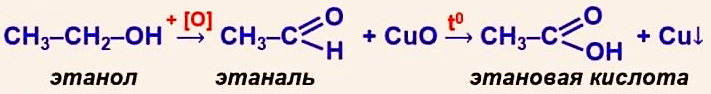 CH₃–CH₂–OH + [O] → CH₃–C(=O)–H + CuO t⁰ → CH₃–C(=O)–OH + Cu↓
этанол этаналь этановая кислота